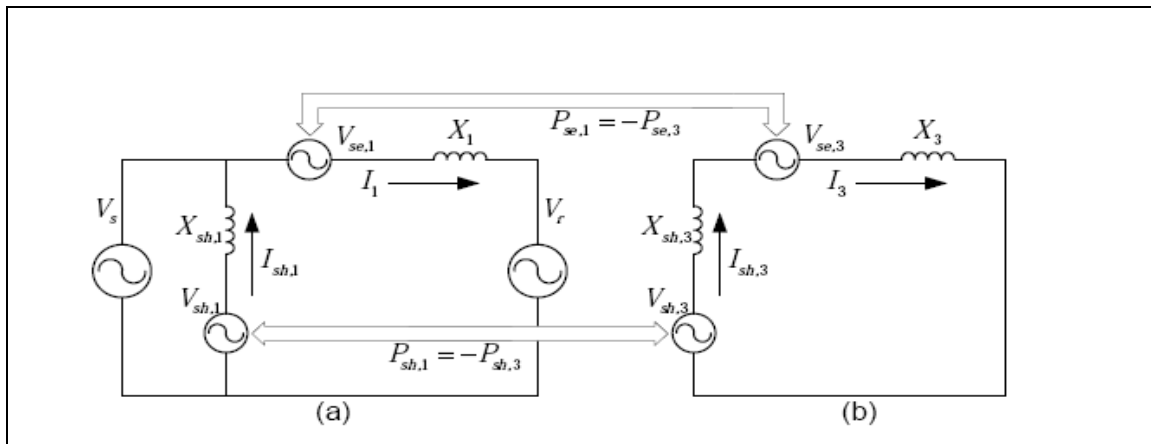 P_{se,1} = -P_{se,3}
V_{se,1}
X_1
V_{se,3}
X_3
I_1
I_3
V_s
X_{sh,1}
I_{sh,1}
V_r
X_{sh,3}
I_{sh,3}
V_{sh,1}
V_{sh,3}
P_{sh,1} = -P_{sh,3}
(a)
(b)